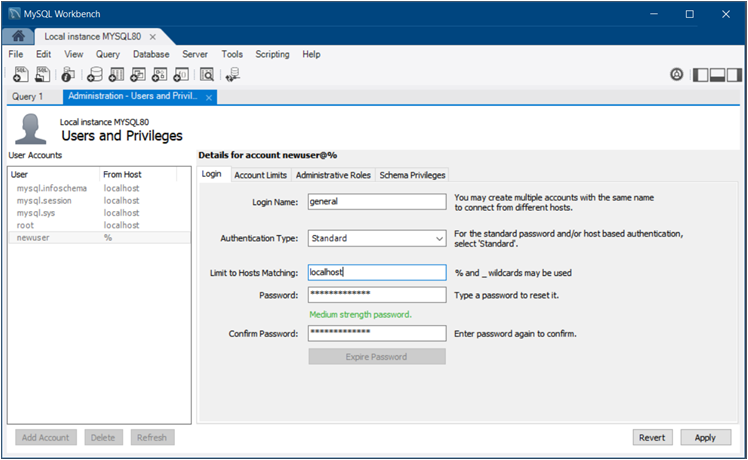 MySQL Workbench
Local instance MYSQL80
File Edit View Query Database Server Tools Scripting Help
Query 1 Administration - Users and Privil...
Local instance MYSQL80
Users and Privileges
User Accounts
User From Host
mysql.infoschema localhost
mysql.session localhost
mysql.sys localhost
root localhost
newuser %
Add Account Delete Refresh
Details for account newuser@%
Login Account Limits Administrative Roles Schema Privileges
Login Name: general You may create multiple accounts with the same name
to connect from different hosts.
Authentication Type: Standard For the standard password and/or host based authentication,
select 'Standard'.
Limit to Hosts Matching: localhost % and _ wildcards may be used
Password: ************* Type a password to reset it.
Medium strength password.
Confirm Password: ************* Enter password again to confirm.
Expire Password
Revert Apply